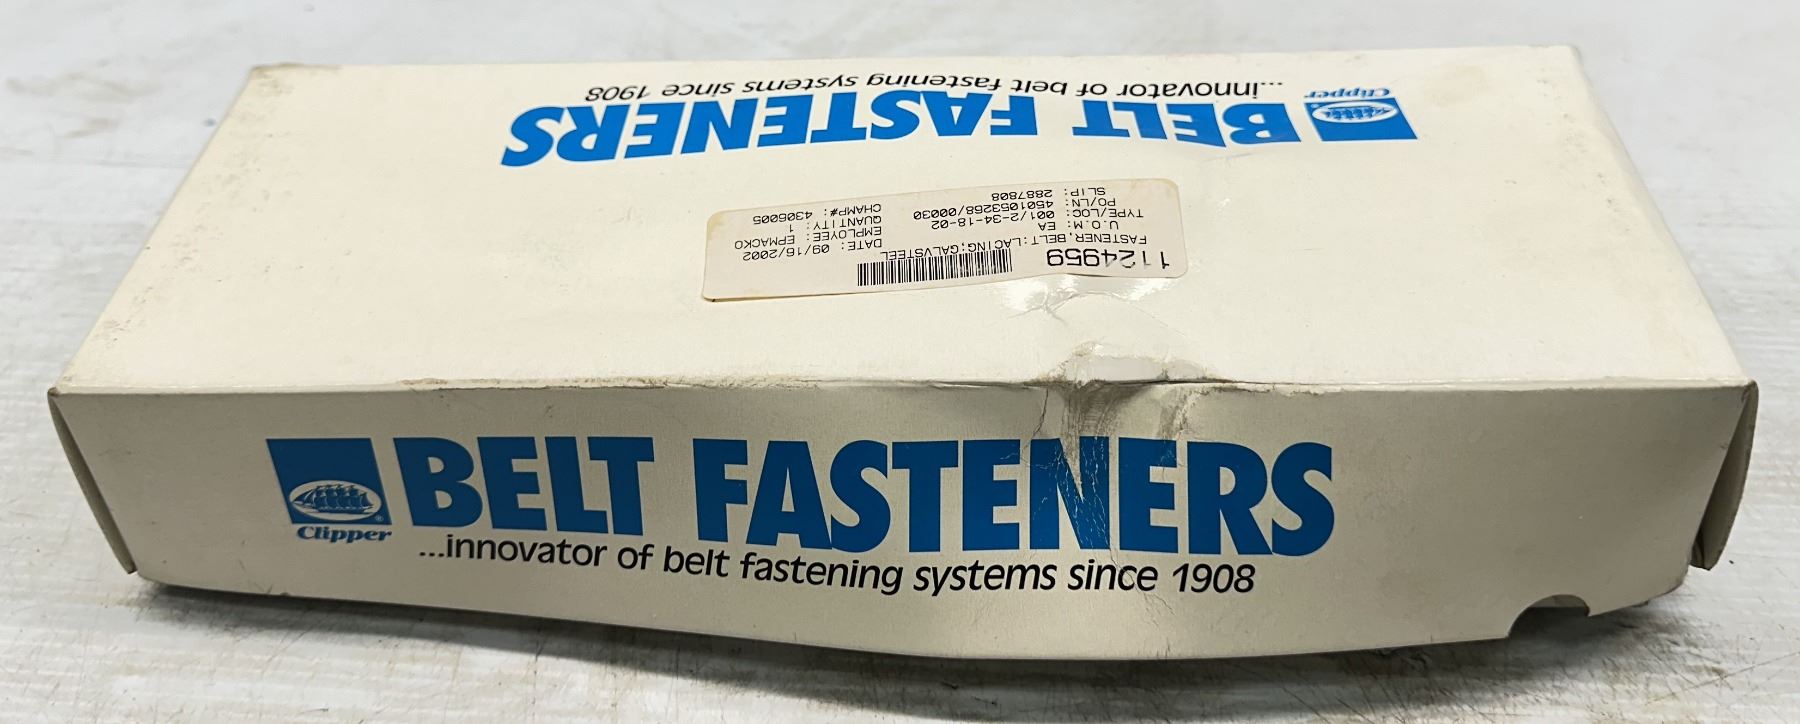 ...innovator of belt fastening systems since 1908
BELT FASTENERS
Clipper
1124959
FASTENER, BELT: LACING; GALVSTEEL
U.O.M: EA
DATE: 09/16/2002
TYPE/LOC: 001/2-34-18-02
EMPLOYEE: EPMACKO
PO/LN: 4501053268/00030
QUANTITY: 1
SLIP: 2887808
CHAMP#: 4306005
BELT FASTENERS
Clipper
...innovator of belt fastening systems since 1908